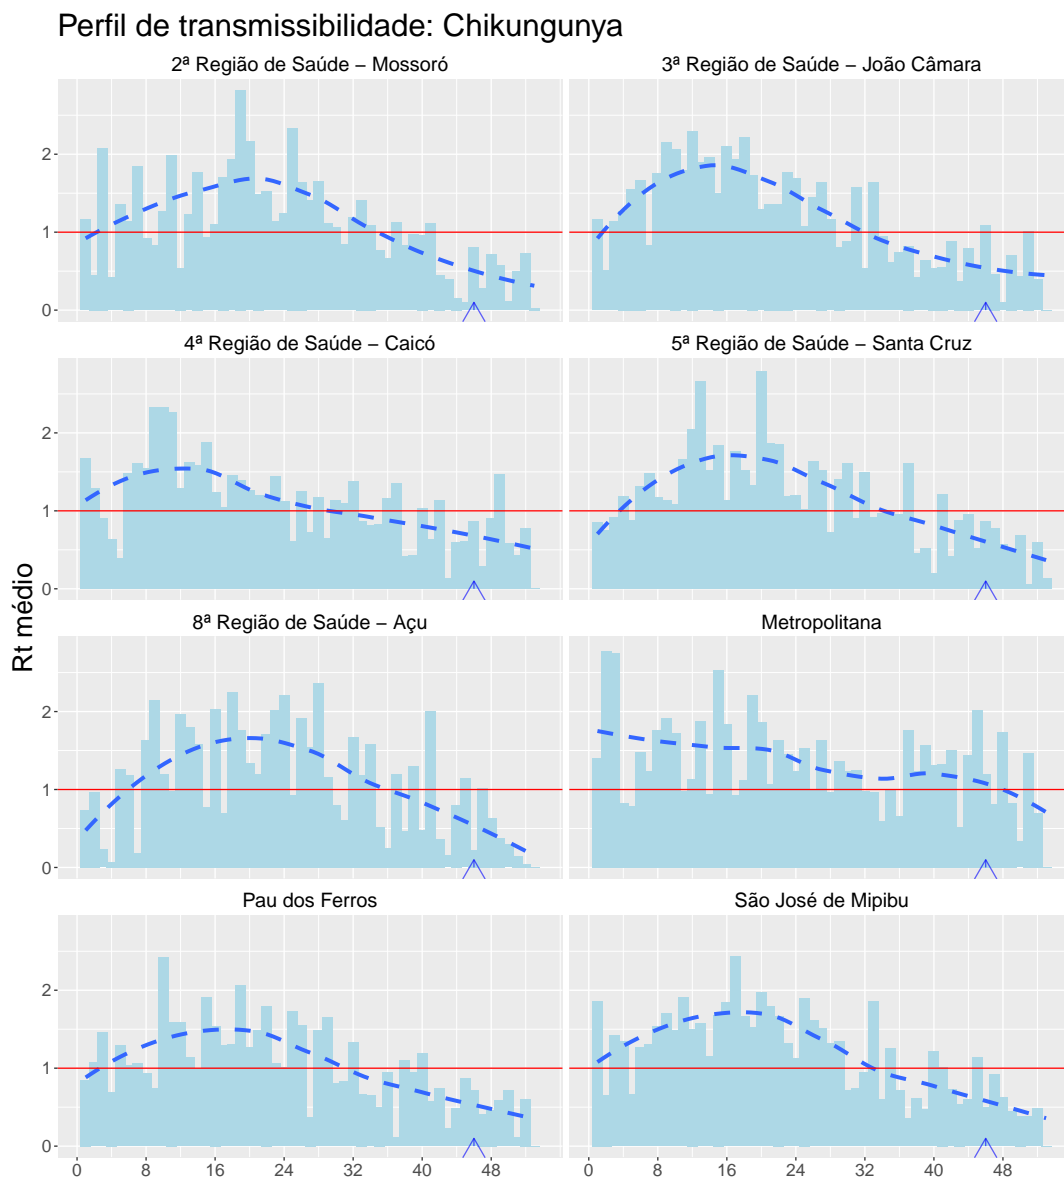 Perfil de transmissibilidade: Chikungunya
2ª Região de Saúde – Mossoró
3ª Região de Saúde – João Câmara
2
1
0
4ª Região de Saúde – Caicó
5ª Região de Saúde – Santa Cruz
2
1
0
Rt médio
8ª Região de Saúde – Açu
Metropolitana
2
1
0
Pau dos Ferros
São José de Mipibu
2
1
0
0 8 16 24 32 40 48
0 8 16 24 32 40 48